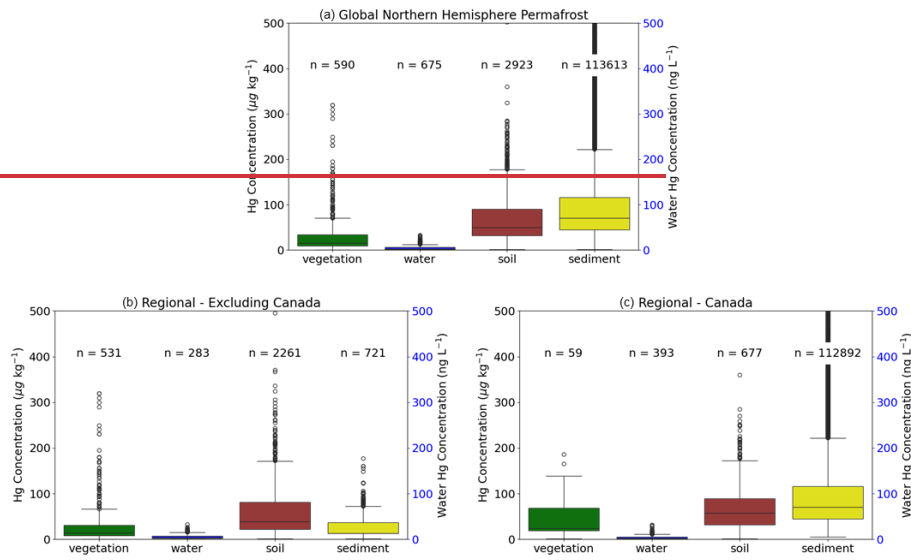 (a) Global Northern Hemisphere Permafrost
500 500
400 400
300 300
200 200
100 100
0 0
Hg Concentration (µg kg⁻¹)
Water Hg Concentration (ng L⁻¹)
n = 590 n = 675 n = 2923 n = 113613
vegetation water soil sediment
(b) Regional - Excluding Canada
500 500
400 400
300 300
200 200
100 100
0 0
Hg Concentration (µg kg⁻¹)
Water Hg Concentration (ng L⁻¹)
n = 531 n = 283 n = 2261 n = 721
vegetation water soil sediment
(c) Regional - Canada
500 500
400 400
300 300
200 200
100 100
0 0
Hg Concentration (µg kg⁻¹)
Water Hg Concentration (ng L⁻¹)
n = 59 n = 393 n = 677 n = 112892
vegetation water soil sediment